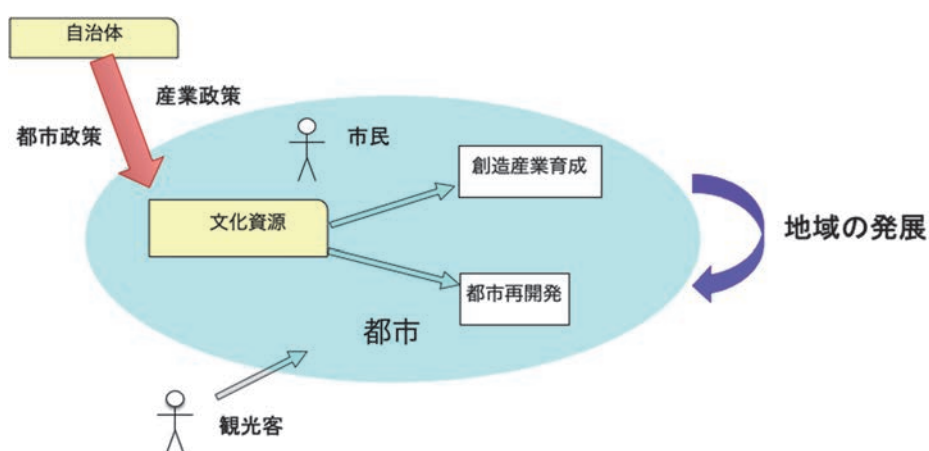 自治体
産業政策
都市政策
市民
創造産業育成
文化資源
地域の発展
都市再開発
都市
観光客